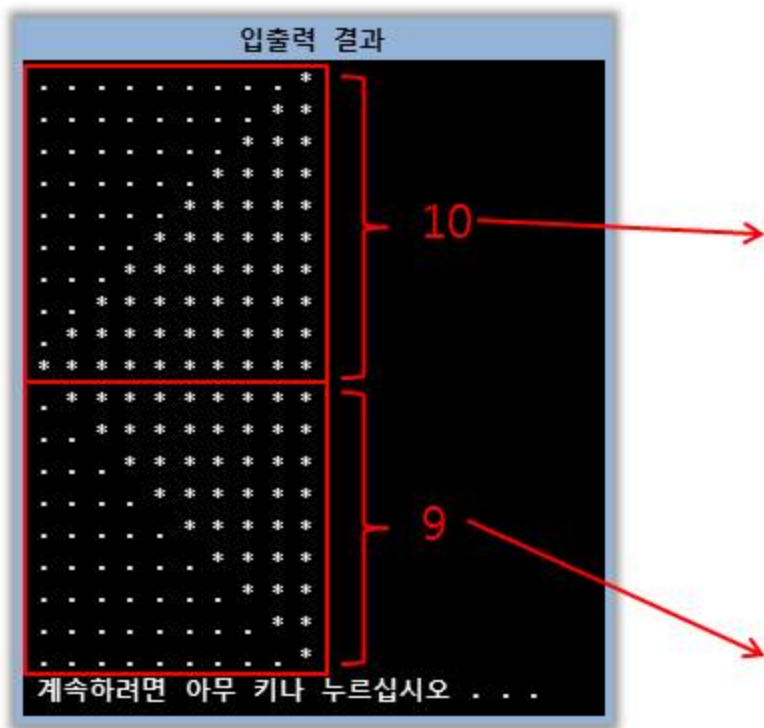 입출력 결과
. . . . . . . . . *
. . . . . . . . * *
. . . . . . . * * *
. . . . . . * * * *
. . . . . * * * * *
. . . . * * * * * *
. . . * * * * * * *
. . * * * * * * * *
. * * * * * * * * *
* * * * * * * * * *
. * * * * * * * * *
. . * * * * * * * *
. . . * * * * * * *
. . . . * * * * * *
. . . . . * * * * *
. . . . . . * * * *
. . . . . . . * * *
. . . . . . . . * *
. . . . . . . . . *
계속하려면 아무 키나 누르십시오 . . .
10
9